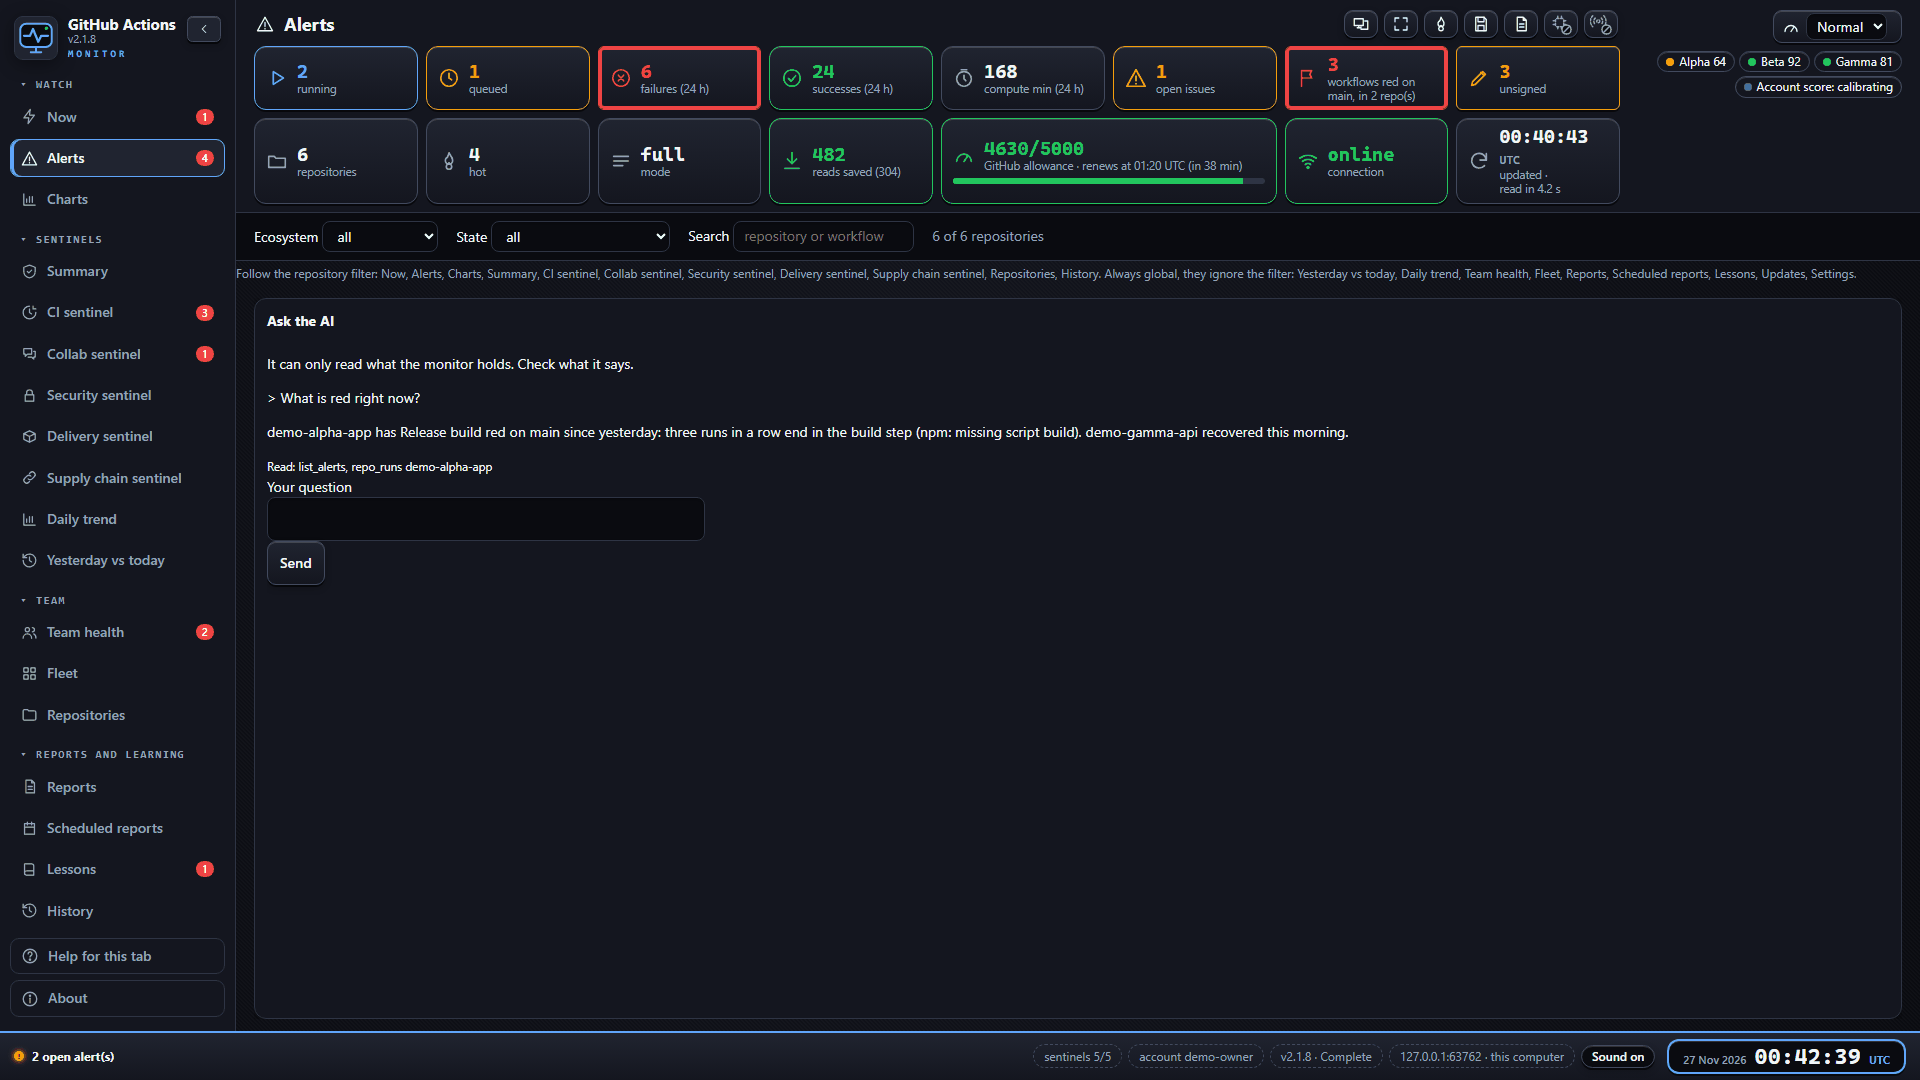 GitHub Actions
v2.1.8
MONITOR
WATCH
Now 1
Alerts 4
Charts
SENTINELS
Summary
CI sentinel 3
Collab sentinel 1
Security sentinel
Delivery sentinel
Supply chain sentinel
Daily trend
Yesterday vs today
TEAM
Team health 2
Fleet
Repositories
REPORTS AND LEARNING
Reports
Scheduled reports
Lessons 1
History
Help for this tab
About
Alerts
Normal
2
running
1
queued
6
failures (24 h)
24
successes (24 h)
168
compute min (24 h)
1
open issues
3
workflows red on
main, in 2 repo(s)
3
unsigned
Alpha 64
Beta 92
Gamma 81
Account score: calibrating
6
repositories
4
hot
full
mode
482
reads saved (304)
4630/5000
GitHub allowance · renews at 01:20 UTC (in 38 min)
online
connection
00:40:43
UTC
updated ·
read in 4.2 s
Ecosystem all State all Search repository or workflow 6 of 6 repositories
Follow the repository filter: Now, Alerts, Charts, Summary, CI sentinel, Collab sentinel, Security sentinel, Delivery sentinel, Supply chain sentinel, Repositories, History. Always global, they ignore the filter: Yesterday vs today, Daily trend, Team health, Fleet, Reports, Scheduled reports, Lessons, Updates, Settings.
Ask the AI
It can only read what the monitor holds. Check what it says.
> What is red right now?
demo-alpha-app has Release build red on main since yesterday: three runs in a row end in the build step (npm: missing script build). demo-gamma-api recovered this morning.
Read: list_alerts, repo_runs demo-alpha-app
Your question
Send
2 open alert(s)
sentinels 5/5
account demo-owner
v2.1.8 · Complete
127.0.0.1:63762 · this computer
Sound on
27 Nov 2026 00:42:39 UTC